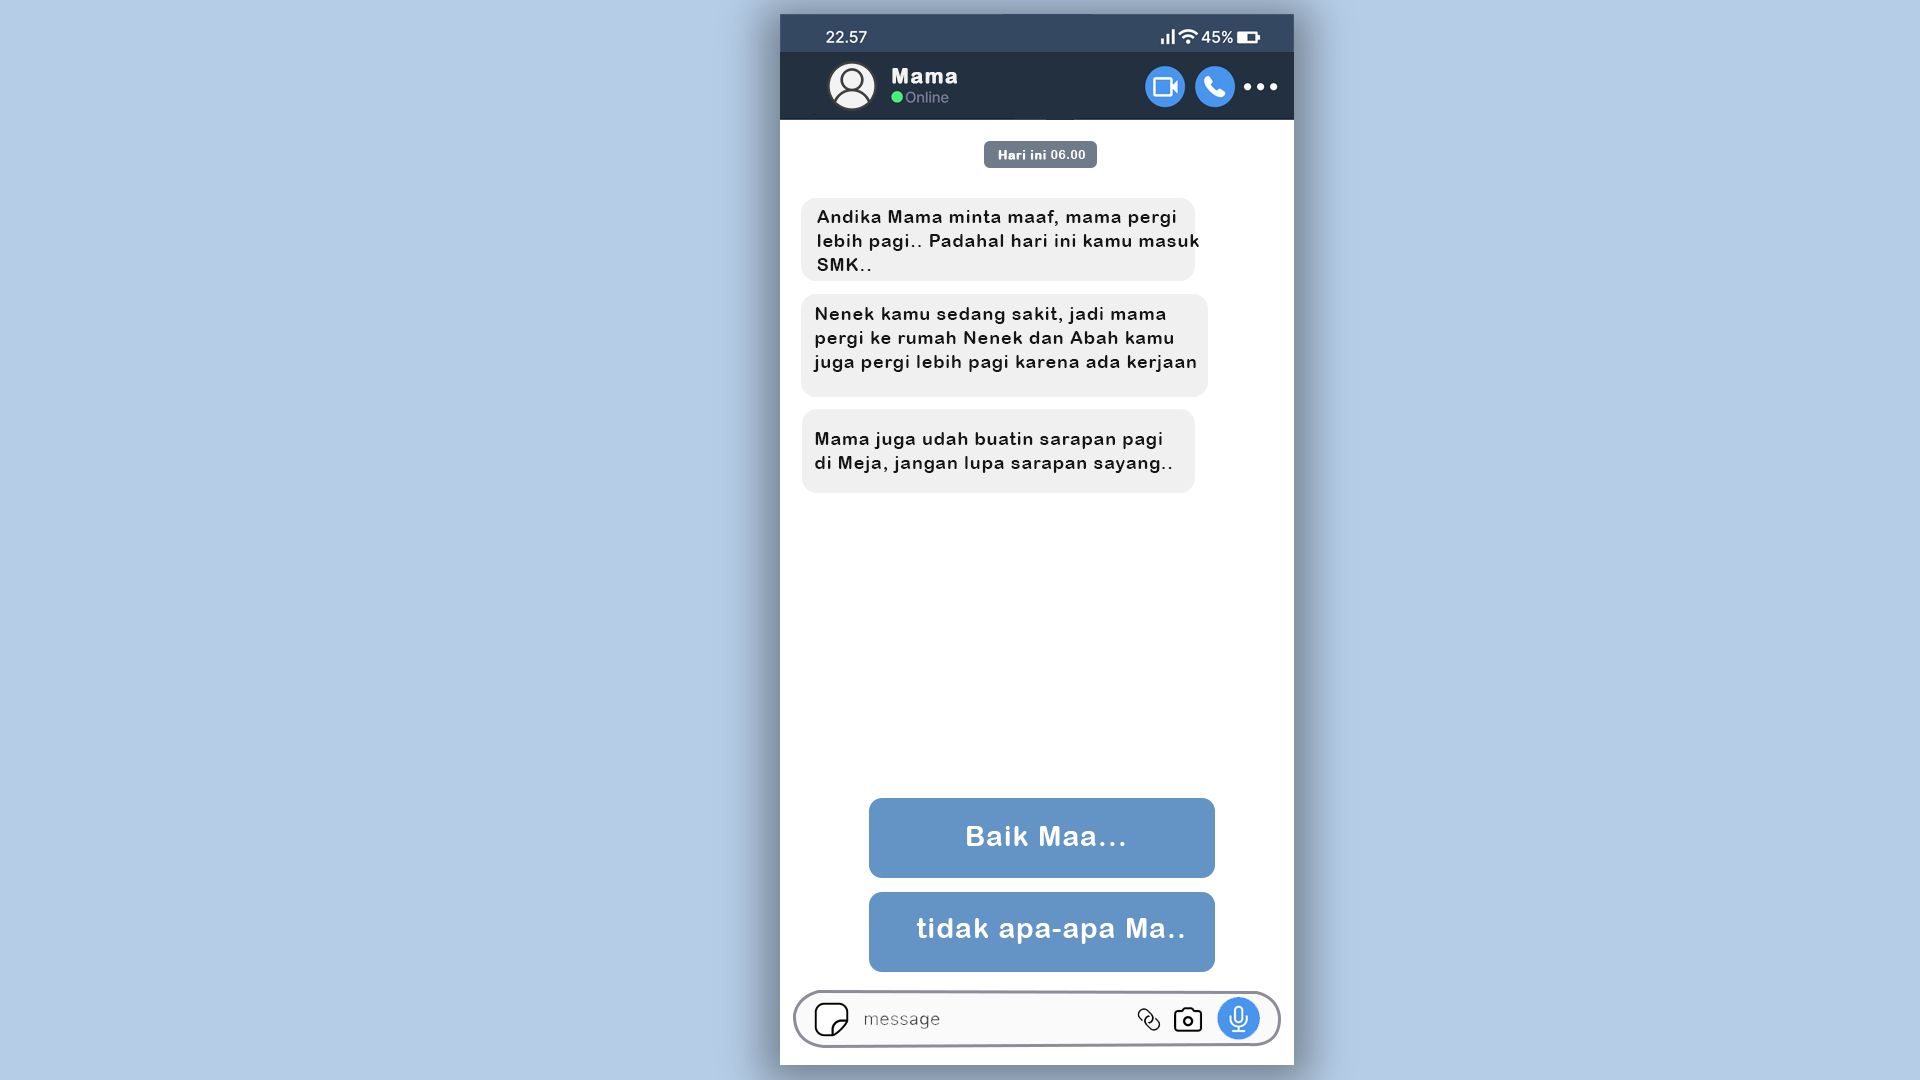 22.57
45%
Mama
Online
Hari ini 06.00
Andika Mama minta maaf, mama pergi
lebih pagi.. Padahal hari ini kamu masuk
SMK..
Nenek kamu sedang sakit, jadi mama
pergi ke rumah Nenek dan Abah kamu
juga pergi lebih pagi karena ada kerjaan
Mama juga udah buatin sarapan pagi
di Meja, jangan lupa sarapan sayang..
Baik Maa...
tidak apa-apa Ma..
message